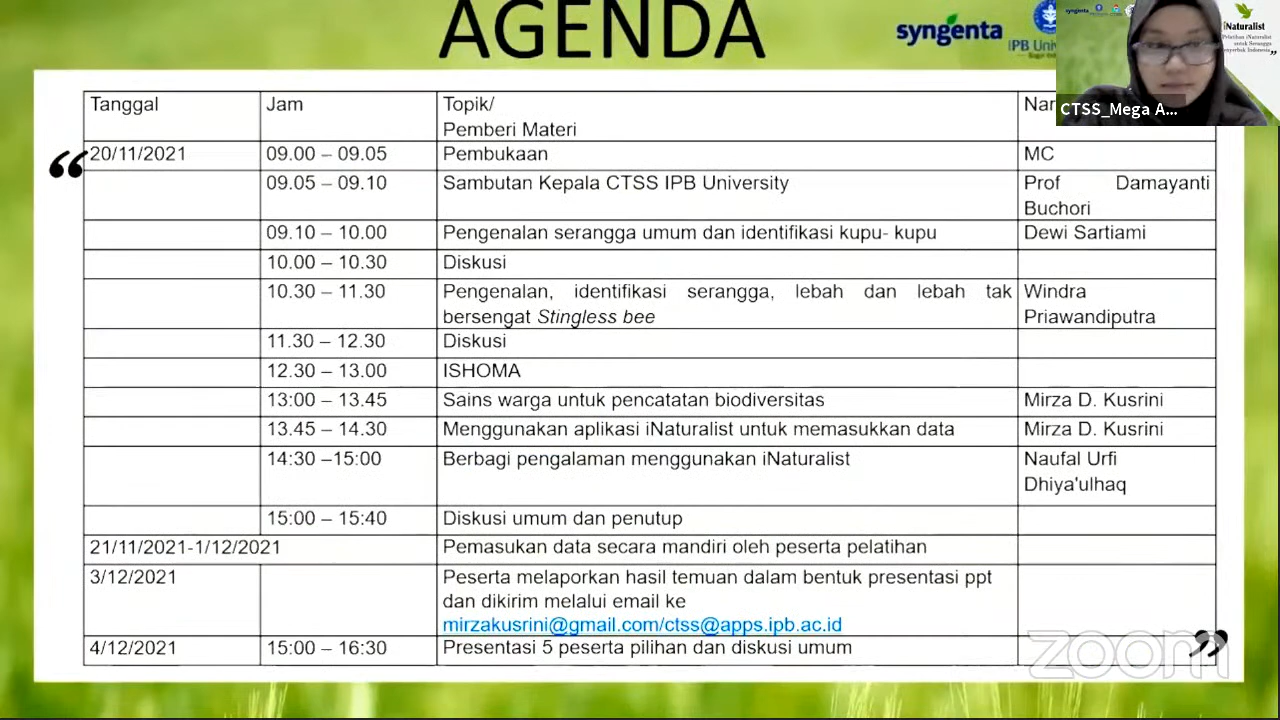 AGENDA
syngenta
IPB
iNaturalist
Pelatihan iNaturalist
untuk Serangga
CTSS_Mega A...
Tanggal Jam Topik/
Pemberi Materi
20/11/2021 09.00 – 09.05 Pembukaan MC
09.05 – 09.10 Sambutan Kepala CTSS IPB University Prof Damayanti
Buchori
09.10 – 10.00 Pengenalan serangga umum dan identifikasi kupu- kupu Dewi Sartiami
10.00 – 10.30 Diskusi
10.30 – 11.30 Pengenalan, identifikasi serangga, lebah dan lebah tak Windra
bersengat Stingless bee Priawandiputra
11.30 – 12.30 Diskusi
12.30 – 13.00 ISHOMA
13:00 – 13.45 Sains warga untuk pencatatan biodiversitas Mirza D. Kusrini
13.45 – 14.30 Menggunakan aplikasi iNaturalist untuk memasukkan data Mirza D. Kusrini
14:30 –15:00 Berbagi pengalaman menggunakan iNaturalist Naufal Urfi
Dhiya'ulhaq
15:00 – 15:40 Diskusi umum dan penutup
21/11/2021-1/12/2021 Pemasukan data secara mandiri oleh peserta pelatihan
3/12/2021 Peserta melaporkan hasil temuan dalam bentuk presentasi ppt
dan dikirim melalui email ke
mirzakusrini@gmail.com/ctss@apps.ipb.ac.id
4/12/2021 15:00 – 16:30 Presentasi 5 peserta pilihan dan diskusi umum
zoom